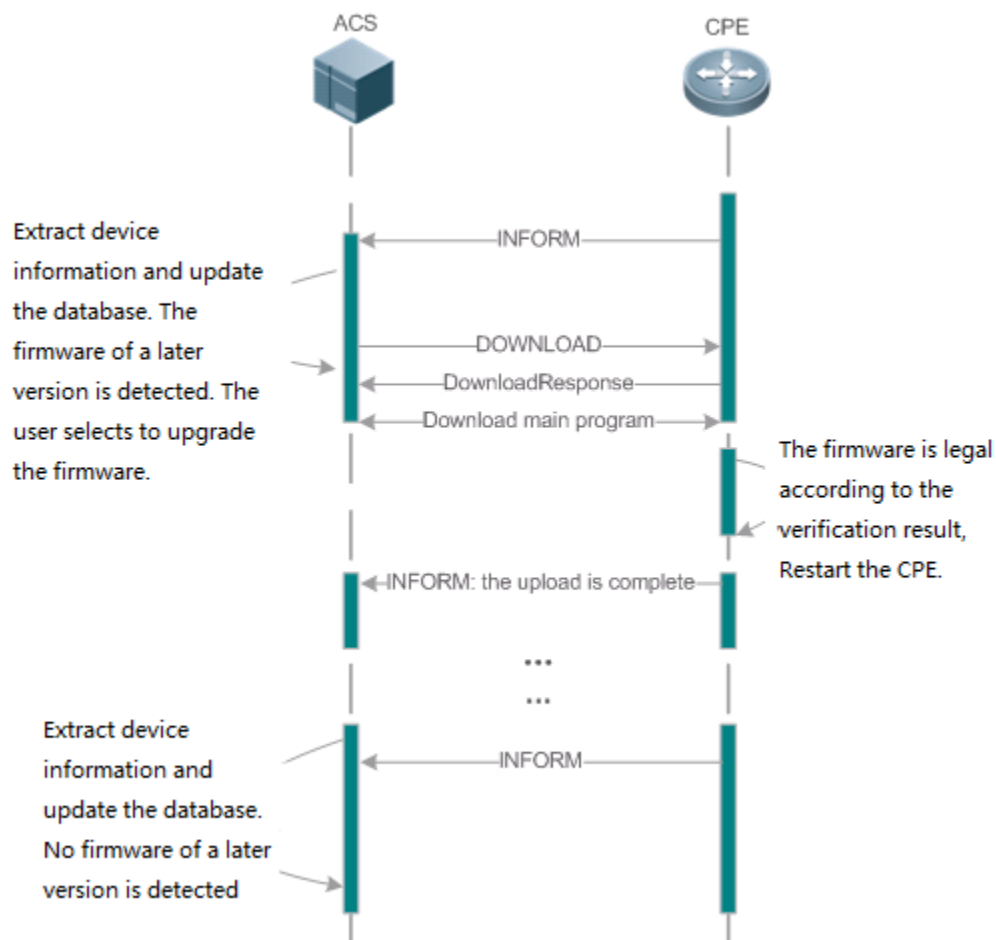 ACS
CPE
INFORM
Extract device
information and update
the database. The
firmware of a later
version is detected. The
user selects to upgrade
the firmware.
DOWNLOAD
DownloadResponse
Download main program
The firmware is legal
according to the
verification result,
Restart the CPE.
INFORM: the upload is complete
...
...
Extract device
information and
update the database.
No firmware of a later
version is detected
INFORM